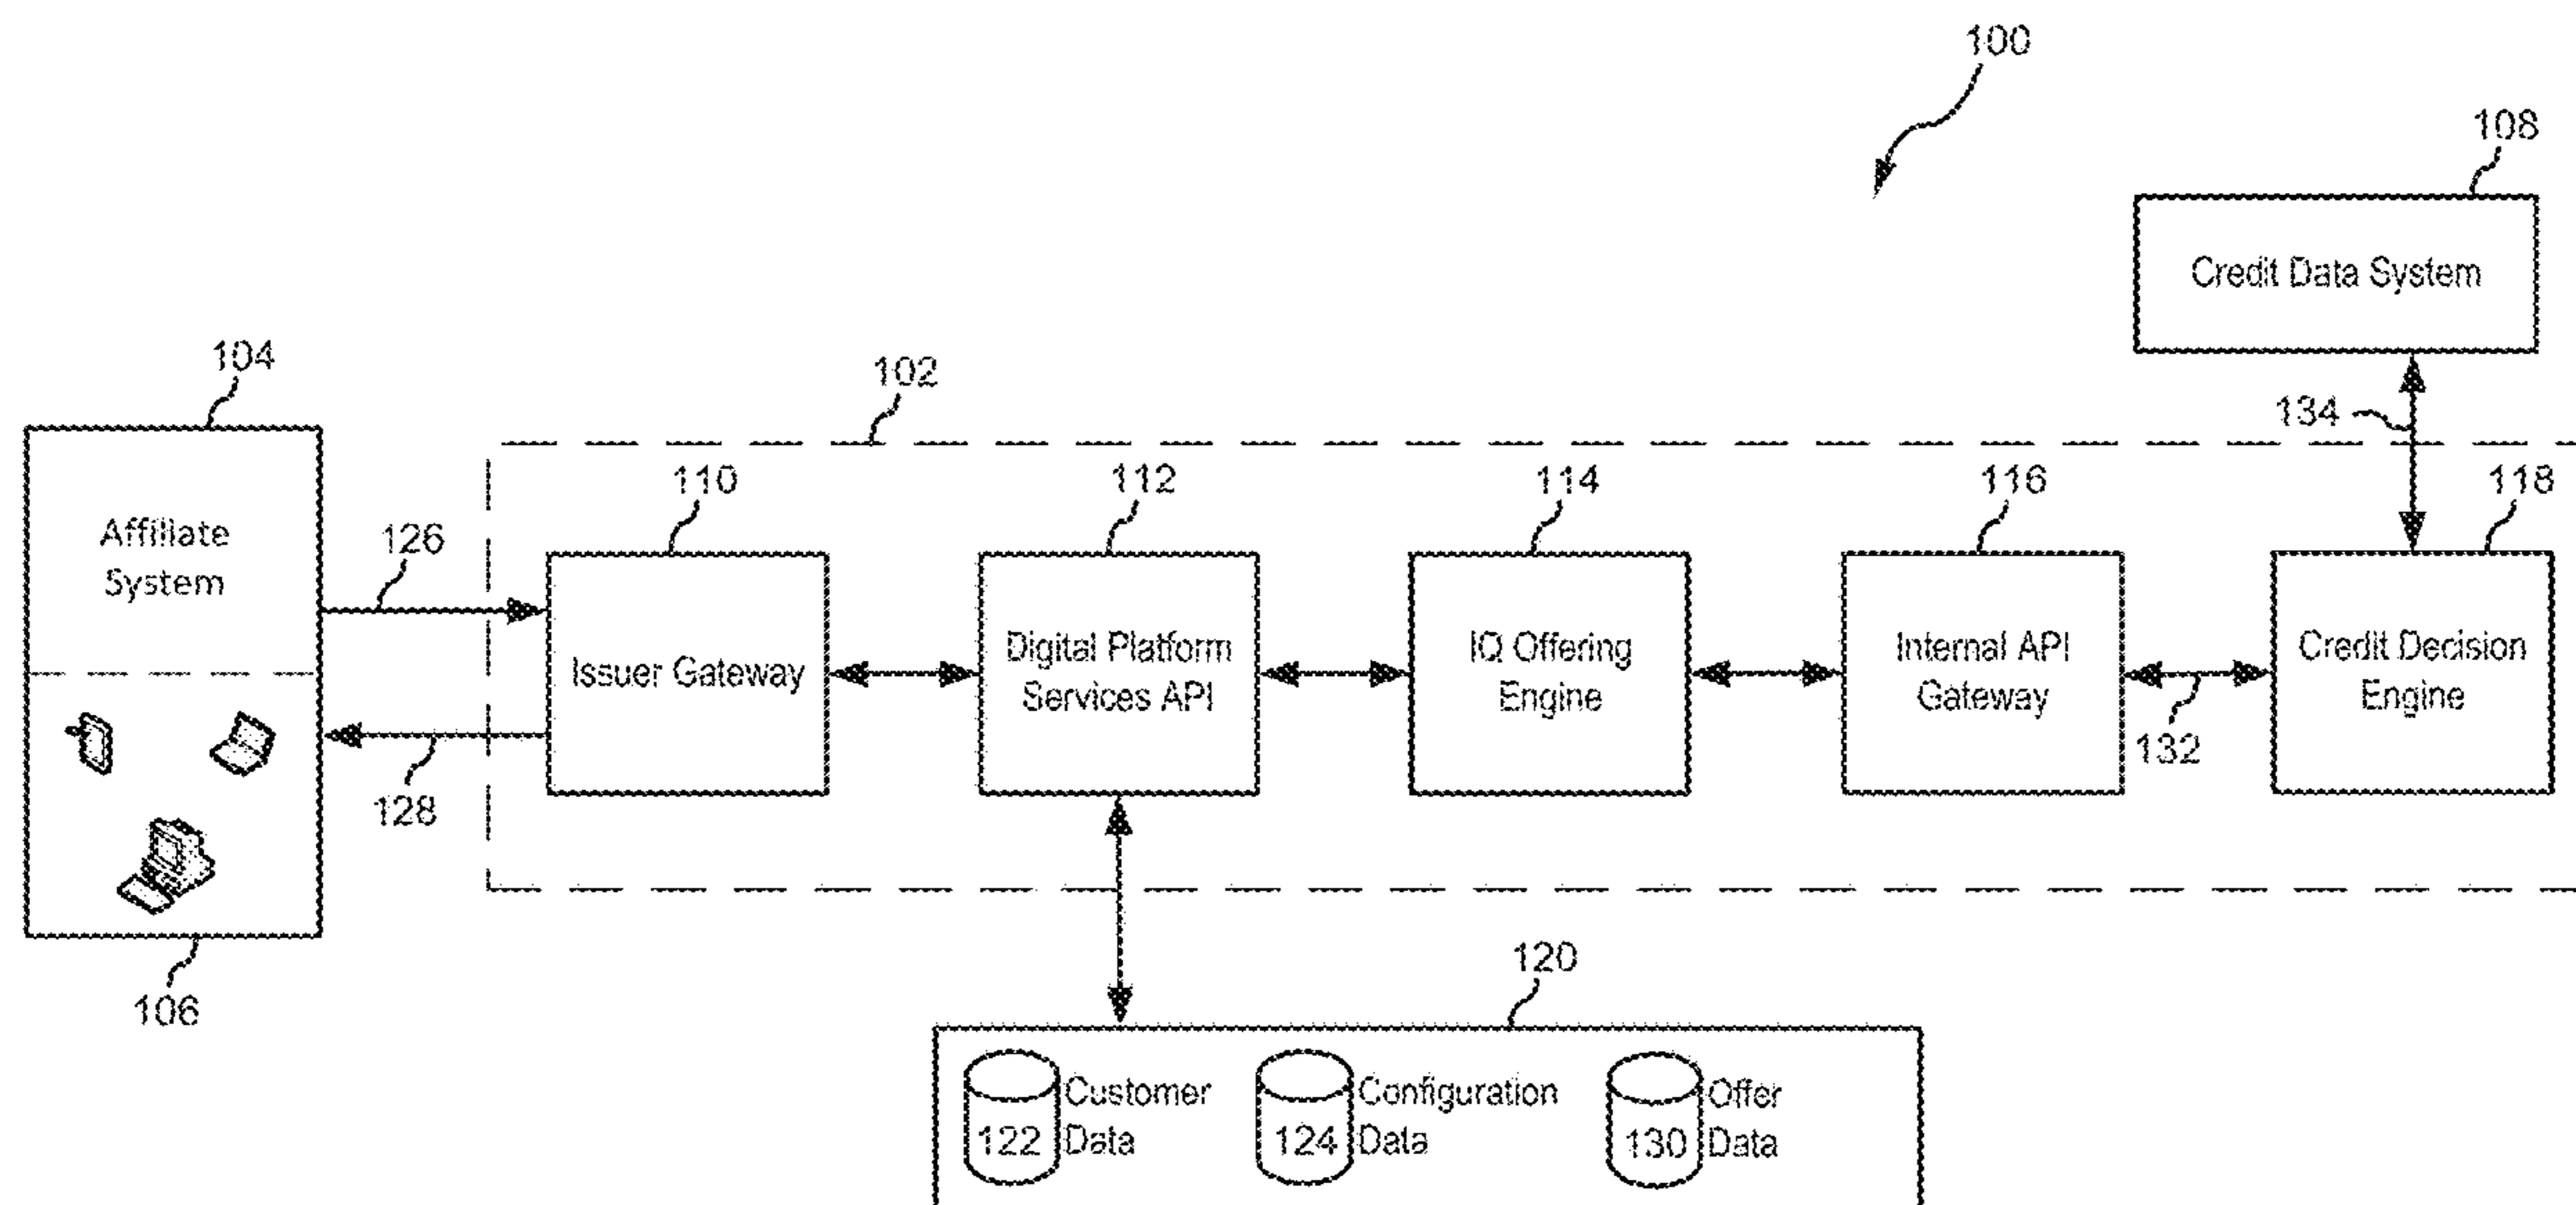 100
108
Credit Data System
104
102
134
110
112
114
116
118
Affiliate
System
126
Issuer Gateway
Digital Platform
Services API
IQ Offering
Engine
Internal API
Gateway
Credit Decision
Engine
132
128
106
120
Customer
Data
122
Configuration
Data
124
Offer
Data
130